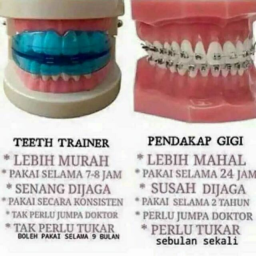 TEETH TRAINER
* LEBIH MURAH
* PAKAI SELAMA 7-8 JAM
* SENANG DIJAGA
* PAKAI SECARA KONSISTEN
* TAK PERLU JUMPA DOKTOR
* TAK PERLU TUKAR
BOLEH PAKAI SELAMA 9 BULAN
PENDAKAP GIGI
* LEBIH MAHAL
* PAKAI SELAMA 24 JAM
* SUSAH DIJAGA
* PAKAI SELAMA 2 TAHUN
* PERLU JUMPA DOKTOR
* PERLU TUKAR
sebulan sekali